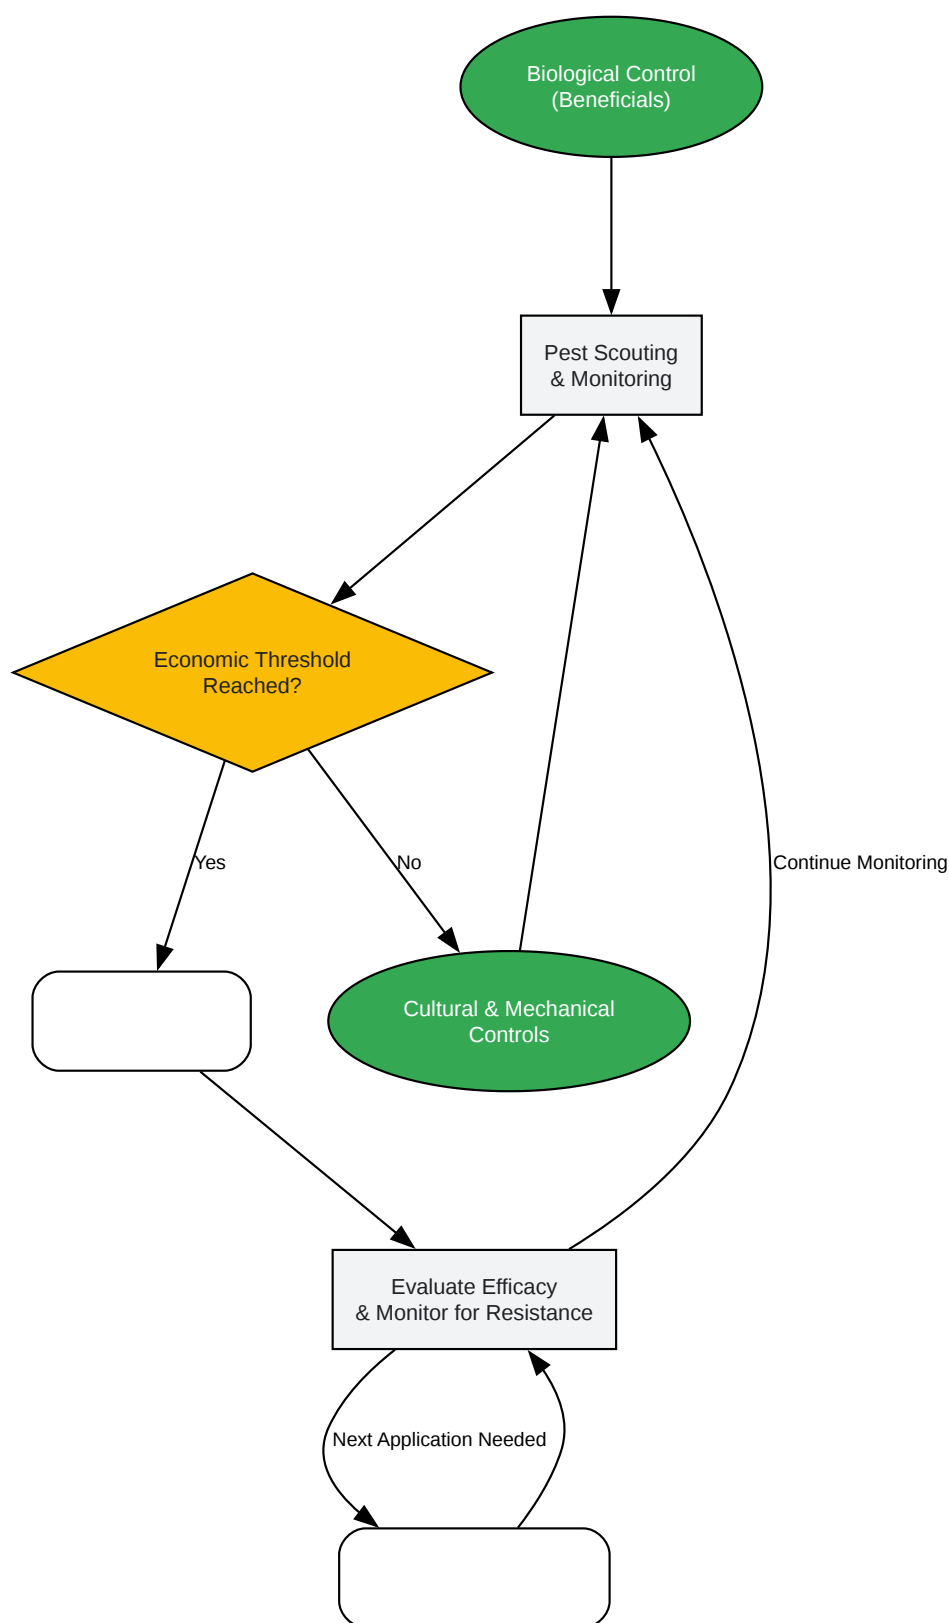 Biological Control
(Beneficials)
Pest Scouting
& Monitoring
Economic Threshold
Reached?
Yes
No
Continue Monitoring
Cultural & Mechanical
Controls
Evaluate Efficacy
& Monitor for Resistance
Next Application Needed